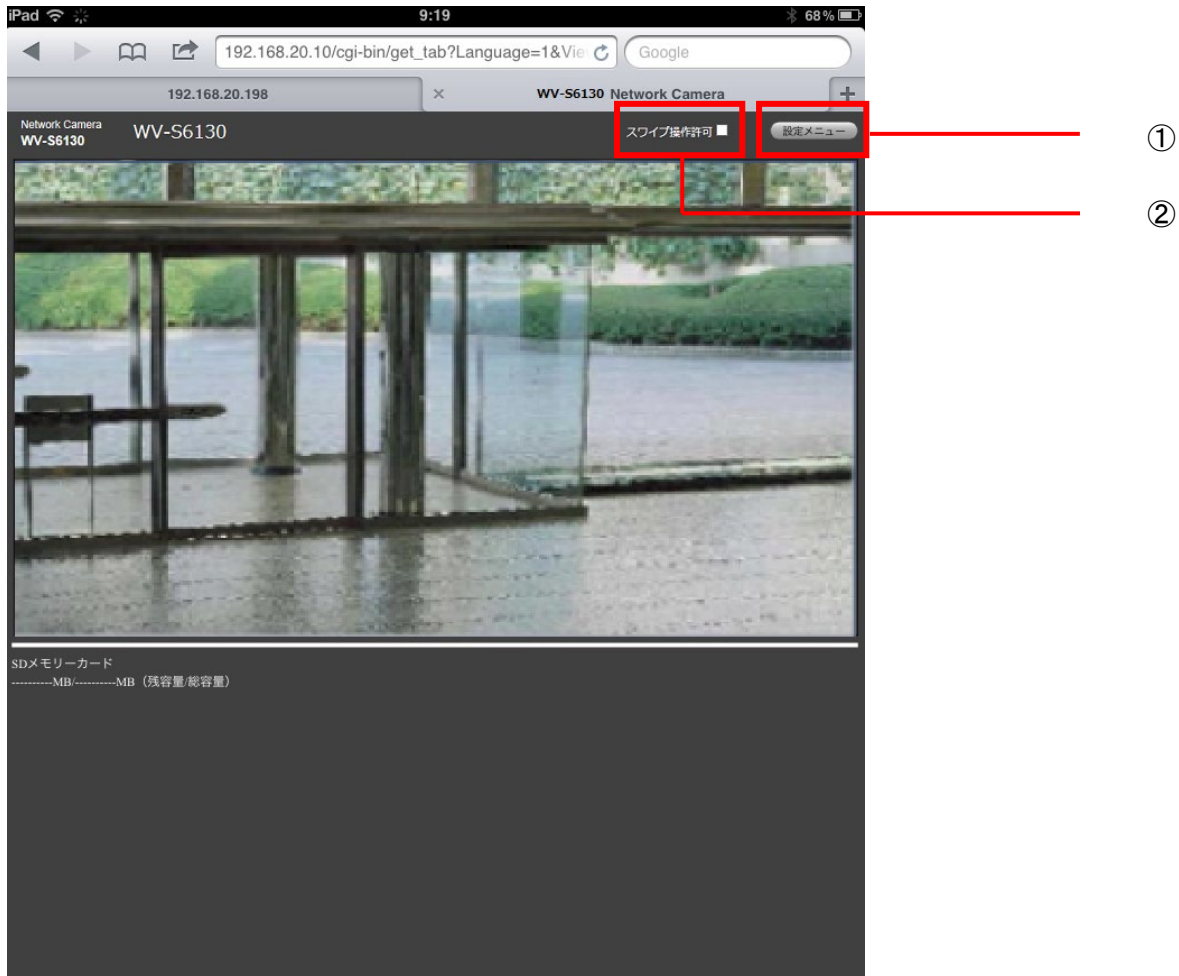 iPad 9:19 68%
192.168.20.10/cgi-bin/get_tab?Language=1&Vie Google
192.168.20.198 × WV-S6130 Network Camera +
Network Camera
WV-S6130
WV-S6130
スワイプ操作許可
設定メニュー
①
②
SDメモリーカード
----------MB/----------MB（残容量/総容量）